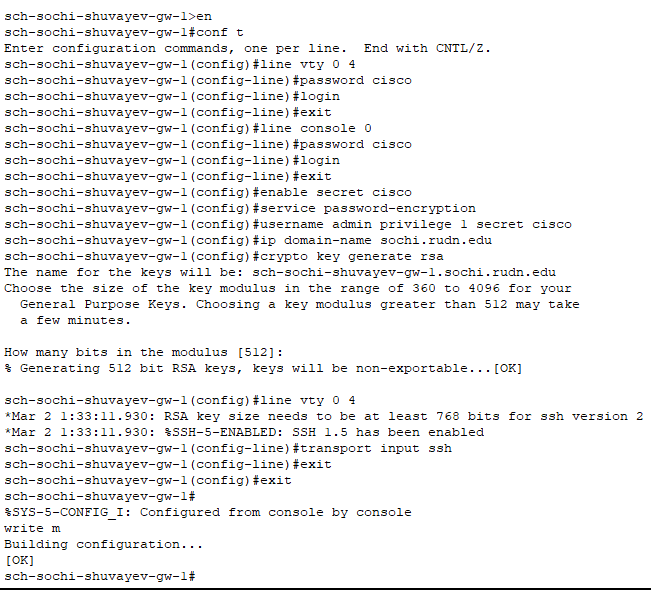 sch-sochi-shuvayev-gw-1>en
sch-sochi-shuvayev-gw-1#conf t
Enter configuration commands, one per line.  End with CNTL/Z.
sch-sochi-shuvayev-gw-1(config)#line vty 0 4
sch-sochi-shuvayev-gw-1(config-line)#password cisco
sch-sochi-shuvayev-gw-1(config-line)#login
sch-sochi-shuvayev-gw-1(config-line)#exit
sch-sochi-shuvayev-gw-1(config)#line console 0
sch-sochi-shuvayev-gw-1(config-line)#password cisco
sch-sochi-shuvayev-gw-1(config-line)#login
sch-sochi-shuvayev-gw-1(config-line)#exit
sch-sochi-shuvayev-gw-1(config)#enable secret cisco
sch-sochi-shuvayev-gw-1(config)#service password-encryption
sch-sochi-shuvayev-gw-1(config)#username admin privilege 1 secret cisco
sch-sochi-shuvayev-gw-1(config)#ip domain-name sochi.rudn.edu
sch-sochi-shuvayev-gw-1(config)#crypto key generate rsa
The name for the keys will be: sch-sochi-shuvayev-gw-1.sochi.rudn.edu
Choose the size of the key modulus in the range of 360 to 4096 for your
  General Purpose Keys. Choosing a key modulus greater than 512 may take
  a few minutes.

How many bits in the modulus [512]:
% Generating 512 bit RSA keys, keys will be non-exportable...[OK]

sch-sochi-shuvayev-gw-1(config)#line vty 0 4
*Mar 2 1:33:11.930: RSA key size needs to be at least 768 bits for ssh version 2
*Mar 2 1:33:11.930: %SSH-5-ENABLED: SSH 1.5 has been enabled
sch-sochi-shuvayev-gw-1(config-line)#transport input ssh
sch-sochi-shuvayev-gw-1(config-line)#exit
sch-sochi-shuvayev-gw-1(config)#exit
sch-sochi-shuvayev-gw-1#
%SYS-5-CONFIG_I: Configured from console by console
write m
Building configuration...
[OK]
sch-sochi-shuvayev-gw-1#